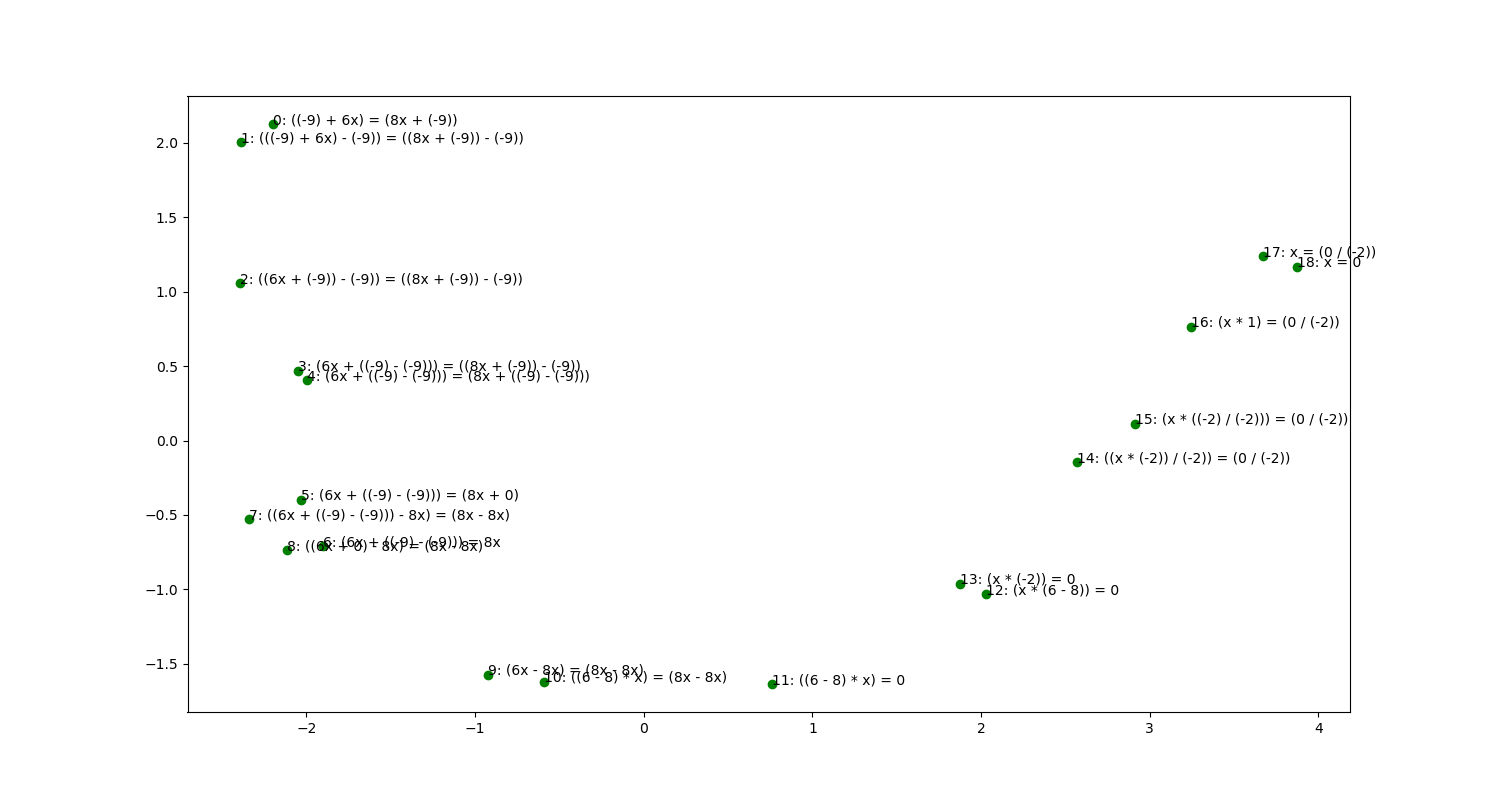 0: ((-9) + 6x) = (8x + (-9))
1: (((-9) + 6x) - (-9)) = ((8x + (-9)) - (-9))
2: ((6x + (-9)) - (-9)) = ((8x + (-9)) - (-9))
3: (6x + ((-9) - (-9))) = ((8x + (-9)) - (-9))
4: (6x + ((-9) - (-9))) = (8x + ((-9) - (-9)))
5: (6x + ((-9) - (-9))) = (8x + 0)
7: ((6x + ((-9) - (-9))) - 8x) = (8x - 8x)
6: (6x + ((-9) - (-9))) = 8x
8: ((6x + 0) - 8x) = (8x - 8x)
9: (6x - 8x) = (8x - 8x)
10: ((6 - 8) * x) = (8x - 8x)
11: ((6 - 8) * x) = 0
13: (x * (-2)) = 0
12: (x * (6 - 8)) = 0
14: ((x * (-2)) / (-2)) = (0 / (-2))
15: (x * ((-2) / (-2))) = (0 / (-2))
16: (x * 1) = (0 / (-2))
17: x = (0 / (-2))
18: x = 0
2.0
1.5
1.0
0.5
0.0
−0.5
−1.0
−1.5
−2
−1
0
1
2
3
4